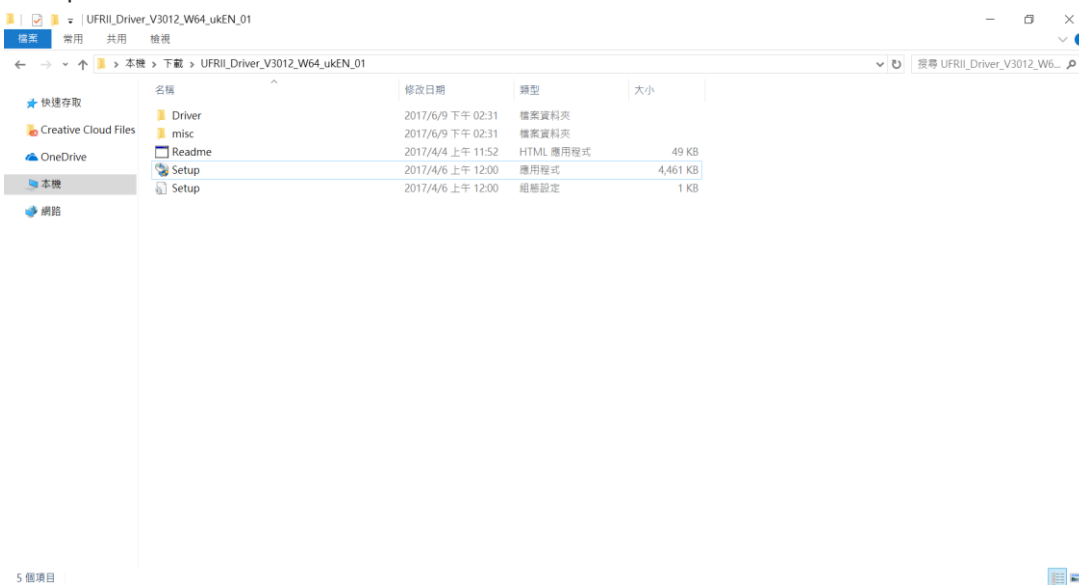 UFRII_Driver_V3012_W64_ukEN_01
檔案 常用 共用 檢視
本機 > 下載 > UFRII_Driver_V3012_W64_ukEN_01 搜尋 UFRII_Driver_V3012_W6...
名稱 修改日期 類型 大小
快速存取
Creative Cloud Files
OneDrive
本機
網路
Driver 2017/6/9 下午 02:31 檔案資料夾
misc 2017/6/9 下午 02:31 檔案資料夾
Readme 2017/4/4 上午 11:52 HTML 應用程式 49 KB
Setup 2017/4/6 上午 12:00 應用程式 4,461 KB
Setup 2017/4/6 上午 12:00 組態設定 1 KB
5 個項目